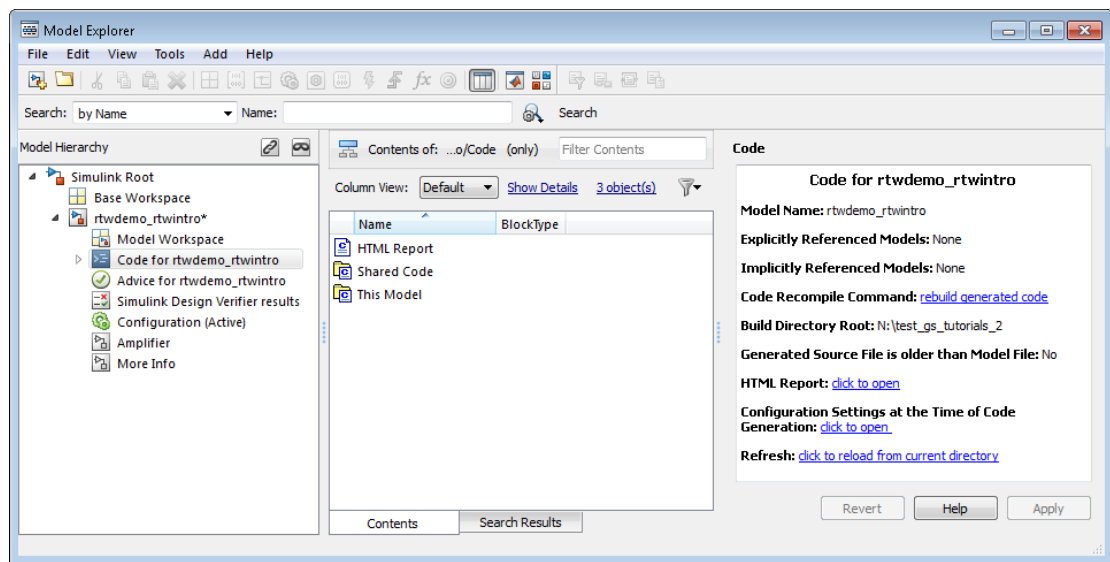 Model Explorer
File Edit View Tools Add Help
fx
Search: by Name Name: Search
Model Hierarchy
Simulink Root
Base Workspace
rtwdemo_rtwintro*
Model Workspace
Code for rtwdemo_rtwintro
Advice for rtwdemo_rtwintro
Simulink Design Verifier results
Configuration (Active)
Amplifier
More Info
Contents of: ...o/Code (only) Filter Contents
Column View: Default Show Details 3 object(s)
Name BlockType
HTML Report
Shared Code
This Model
Contents Search Results
Code
Code for rtwdemo_rtwintro
Model Name: rtwdemo_rtwintro
Explicitly Referenced Models: None
Implicitly Referenced Models: None
Code Recompile Command: rebuild generated code
Build Directory Root: N:\test_gs_tutorials_2
Generated Source File is older than Model File: No
HTML Report: click to open
Configuration Settings at the Time of Code
Generation: click to open
Refresh: click to reload from current directory
Revert Help Apply